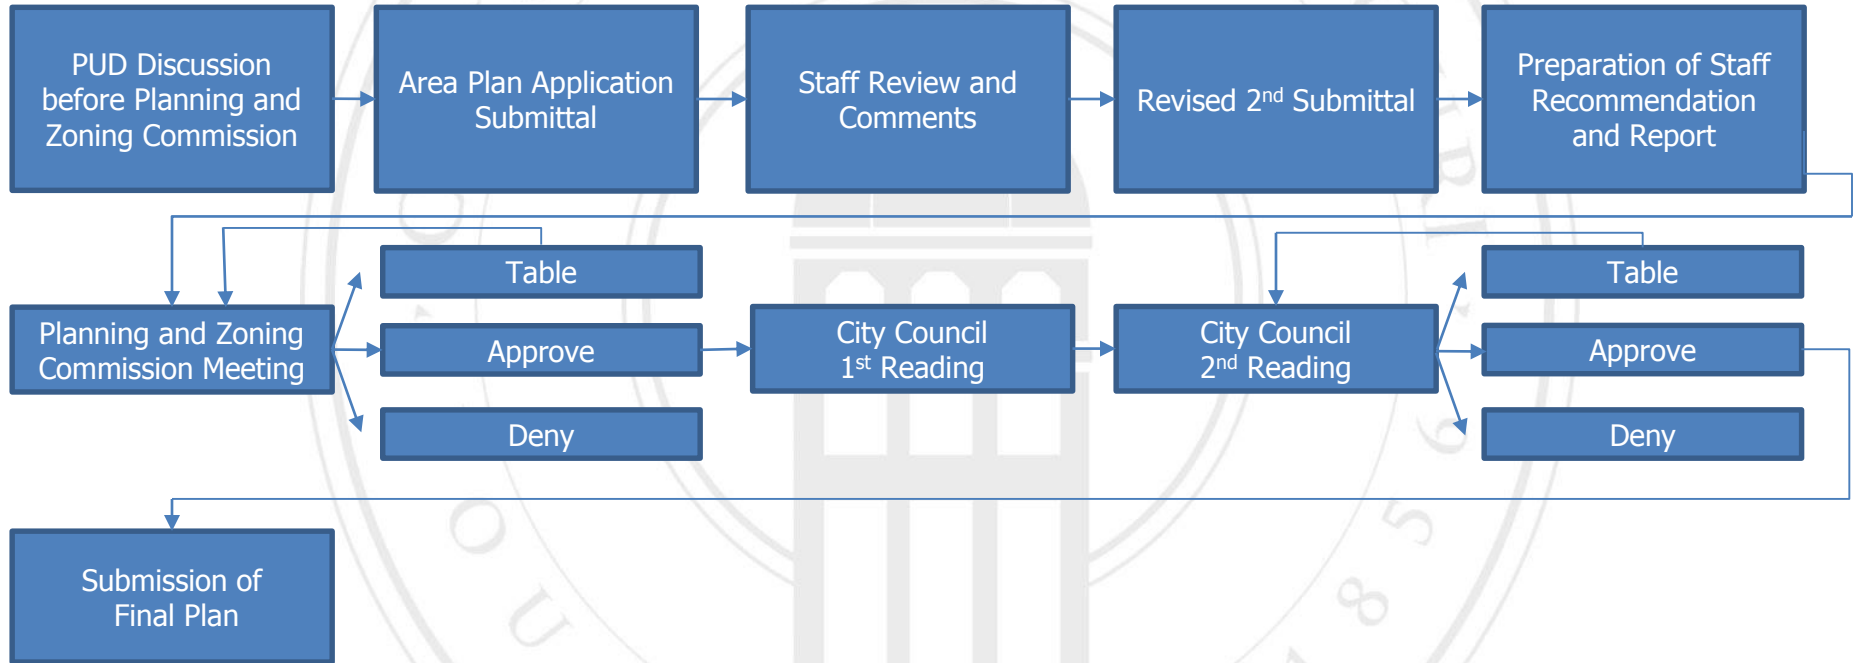 PUD Discussion
before Planning and
Zoning Commission
Area Plan Application
Submittal
Staff Review and
Comments
Revised 2nd Submittal
Preparation of Staff
Recommendation
and Report
Planning and Zoning
Commission Meeting
Table
Approve
Deny
City Council
1st Reading
City Council
2nd Reading
Table
Approve
Deny
Submission of
Final Plan